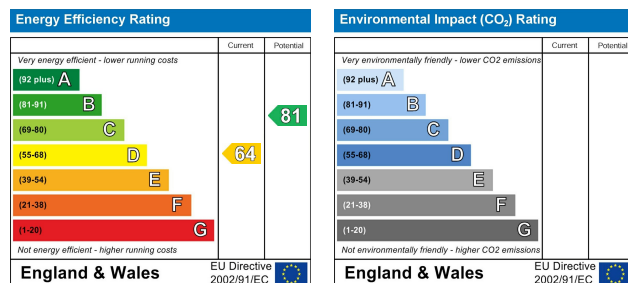 Energy Efficiency Rating
Current Potential
Very energy efficient - lower running costs
(92 plus) A
(81-91) B
81
(69-80) C
(55-68) D
64
(39-54) E
(21-38) F
(1-20) G
Not energy efficient - higher running costs
England & Wales
EU Directive
2002/91/EC
Environmental Impact (CO₂) Rating
Current Potential
Very environmentally friendly - lower CO2 emissions
(92 plus) A
(81-91) B
(69-80) C
(55-68) D
(39-54) E
(21-38) F
(1-20) G
Not environmentally friendly - higher CO2 emissions
England & Wales
EU Directive
2002/91/EC